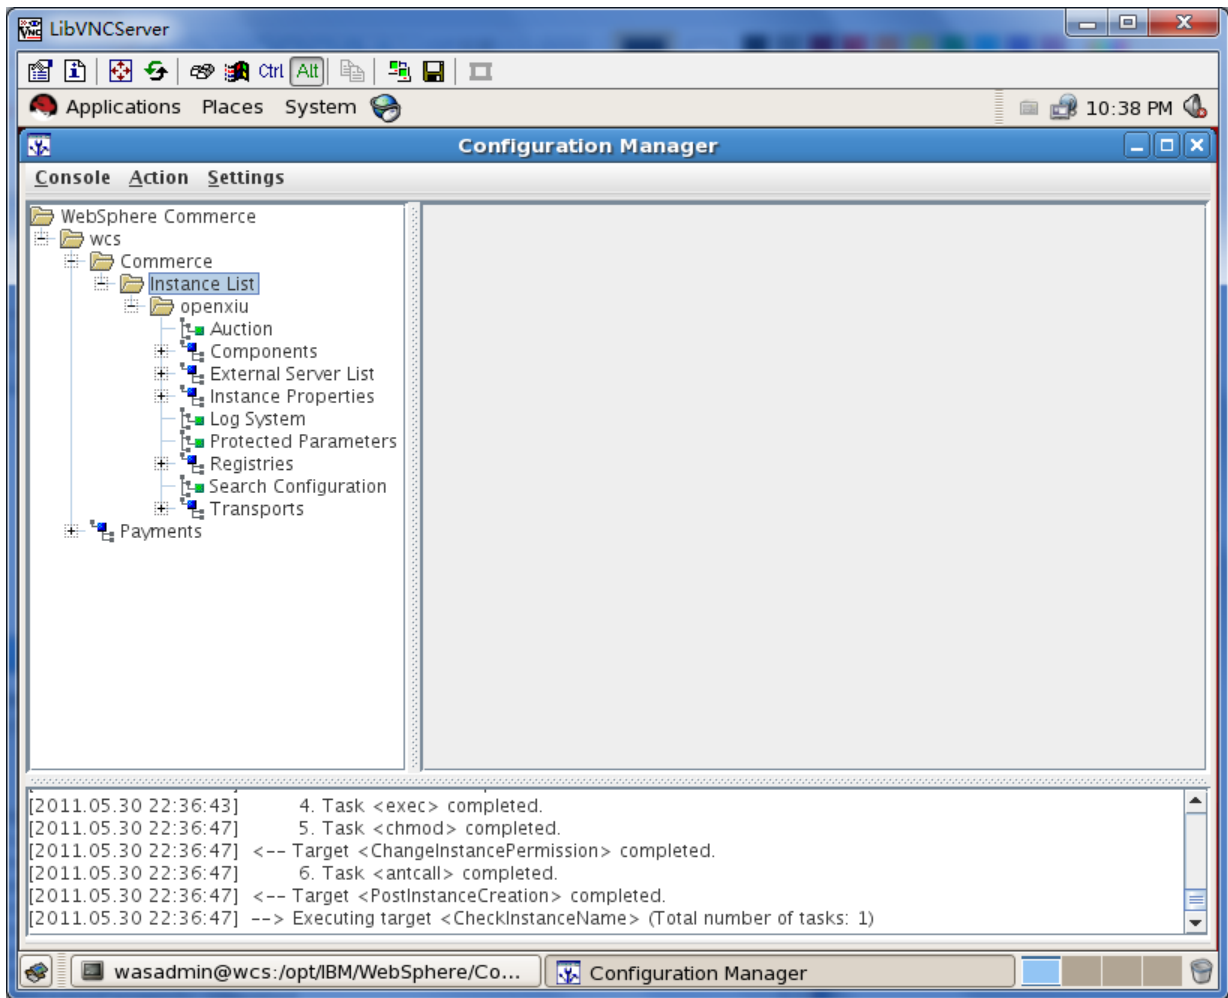 LibVNCServer
Ctrl Alt
Applications Places System 10:38 PM
Configuration Manager
Console Action Settings
WebSphere Commerce
wcs
Commerce
Instance List
openxiu
Auction
Components
External Server List
Instance Properties
Log System
Protected Parameters
Registries
Search Configuration
Transports
Payments
[2011.05.30 22:36:43] 4. Task <exec> completed.
[2011.05.30 22:36:47] 5. Task <chmod> completed.
[2011.05.30 22:36:47] <-- Target <ChangeInstancePermission> completed.
[2011.05.30 22:36:47] 6. Task <antcall> completed.
[2011.05.30 22:36:47] <-- Target <PostInstanceCreation> completed.
[2011.05.30 22:36:47] --> Executing target <CheckInstanceName> (Total number of tasks: 1)
wasadmin@wcs:/opt/IBM/WebSphere/Co... Configuration Manager